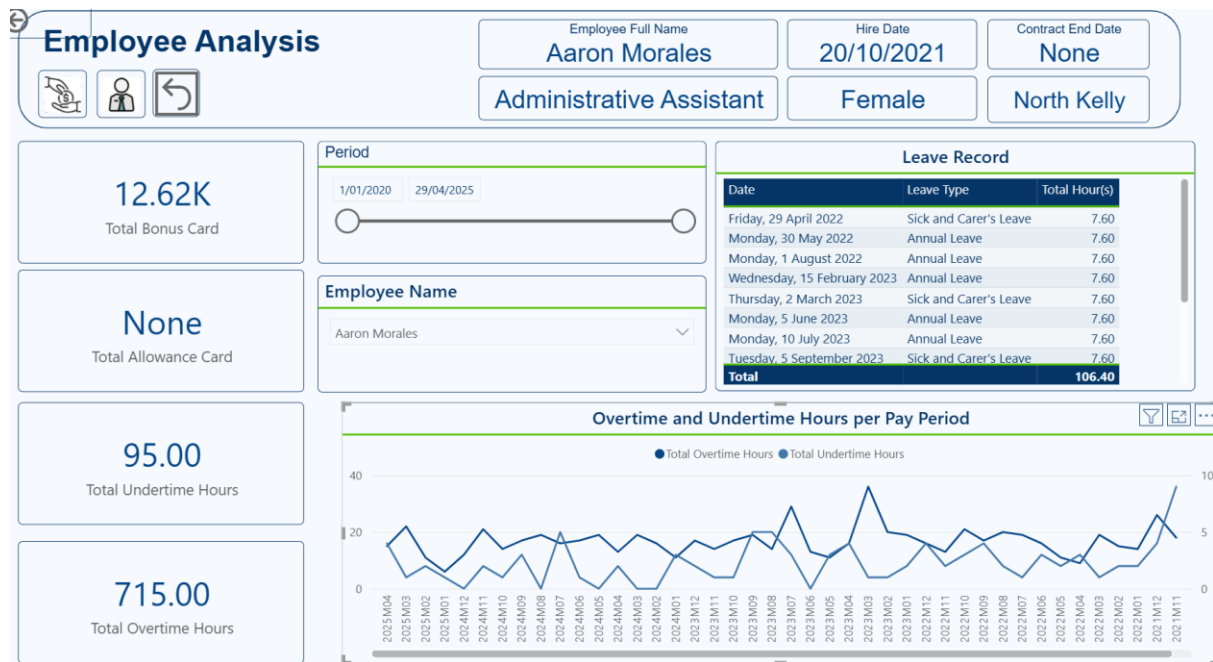 Employee Analysis
Employee Full Name
Aaron Morales
Hire Date
20/10/2021
Contract End Date
None
Administrative Assistant
Female
North Kelly
12.62K
Total Bonus Card
None
Total Allowance Card
95.00
Total Undertime Hours
715.00
Total Overtime Hours
Period
1/01/2020 29/04/2025
Employee Name
Aaron Morales
Leave Record
Date Leave Type Total Hour(s)
Friday, 29 April 2022 Sick and Carer's Leave 7.60
Monday, 30 May 2022 Annual Leave 7.60
Monday, 1 August 2022 Annual Leave 7.60
Wednesday, 15 February 2023 Annual Leave 7.60
Thursday, 2 March 2023 Sick and Carer's Leave 7.60
Monday, 5 June 2023 Annual Leave 7.60
Monday, 10 July 2023 Annual Leave 7.60
Tuesday, 5 September 2023 Sick and Carer's Leave 7.60
Total 106.40
Overtime and Undertime Hours per Pay Period
Total Overtime Hours Total Undertime Hours
40 10
20 5
0 0
2025M04
2025M03
2025M02
2025M01
2024M12
2024M11
2024M10
2024M09
2024M08
2024M07
2024M06
2024M05
2024M04
2024M03
2024M02
2024M01
2023M12
2023M11
2023M10
2023M09
2023M08
2023M07
2023M06
2023M05
2023M04
2023M03
2023M02
2023M01
2022M12
2022M11
2022M10
2022M09
2022M08
2022M07
2022M06
2022M05
2022M04
2022M03
2022M02
2022M01
2021M12
2021M11